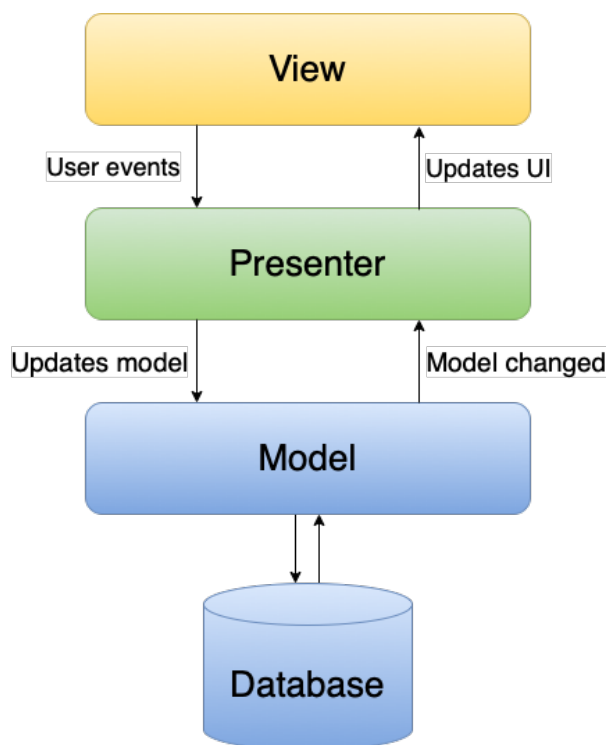 View
User events
Updates UI
Presenter
Updates model
Model changed
Model
Database